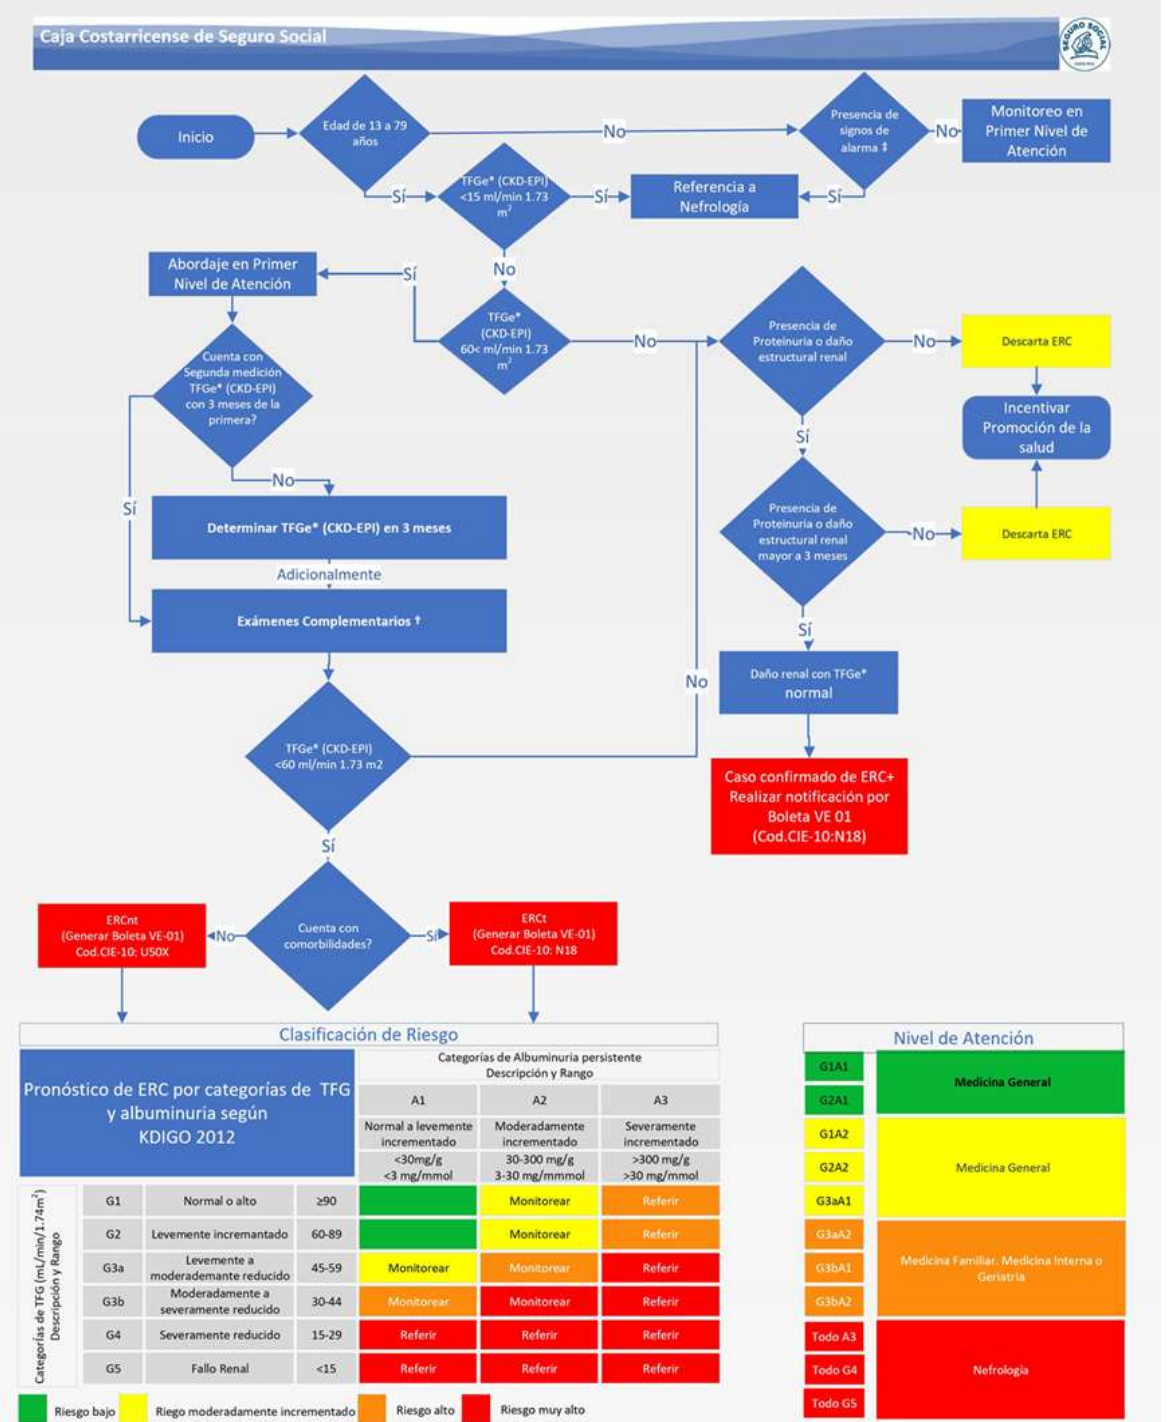 Caja Costarricense de Seguro Social
SEGURO SOCIAL
Inicio
Edad de 13 a 79
años
No
Presencia de
signos de
alarma ‡
No
Monitoreo en
Primer Nivel de
Atención
Sí
TFGe* (CKD-EPI)
<15 ml/min 1.73
m²
Sí
Referencia a
Nefrología
Sí
No
Abordaje en Primer
Nivel de Atención
Sí
TFGe*
(CKD-EPI)
60< ml/min 1.73
m²
No
Presencia de
Proteinuria o daño
estructural renal
No
Descarta ERC
Cuenta con
Segunda medición
TFGe* (CKD-EPI)
con 3 meses de la
primera?
Incentivar
Promoción de la
salud
Sí
No
Sí
Determinar TFGe* (CKD-EPI) en 3 meses
Presencia de
Proteinuria o daño
estructural renal
mayor a 3 meses
No
Descarta ERC
Adicionalmente
Exámenes Complementarios †
Sí
Daño renal con TFGe*
normal
No
TFGe* (CKD-EPI)
<60 ml/min 1.73 m2
Caso confirmado de ERC+
Realizar notificación por
Boleta VE 01
(Cod.CIE-10:N18)
Sí
ERCnt
(Generar Boleta VE-01)
Cod.CIE-10: U50X
No
Cuenta con
comorbilidades?
Sí
ERCt
(Generar Boleta VE-01)
Cod.CIE-10: N18
Clasificación de Riesgo
Pronóstico de ERC por categorías de TFG
y albuminuria según
KDIGO 2012
Categorías de Albuminuria persistente
Descripción y Rango
A1 A2 A3
Normal a levemente
incrementado
Moderadamente
incrementado
Severamente
incrementado
<30mg/g
<3 mg/mmol
30-300 mg/g
3-30 mg/mmmol
>300 mg/g
>30 mg/mmol
Categorías de TFG (mL/min/1.74m²)
Descripción y Rango
G1 Normal o alto ≥90 Monitorear Referir
G2 Levemente incremantado 60-89 Monitorear Referir
G3a Levemente a
moderademante reducido 45-59 Monitorear Monitorear Referir
G3b Moderadamente a
severamente reducido 30-44 Monitorear Monitorear Referir
G4 Severamente reducido 15-29 Referir Referir Referir
G5 Fallo Renal <15 Referir Referir Referir
Riesgo bajo Riego moderadamente incrementado Riesgo alto Riesgo muy alto
Nivel de Atención
G1A1
G2A1
Medicina General
G1A2
G2A2
G3aA1
Medicina General
G3aA2
G3bA1
G3bA2
Medicina Familiar. Medicina Interna o
Geriatria
Todo A3
Todo G4
Todo G5
Nefrologia